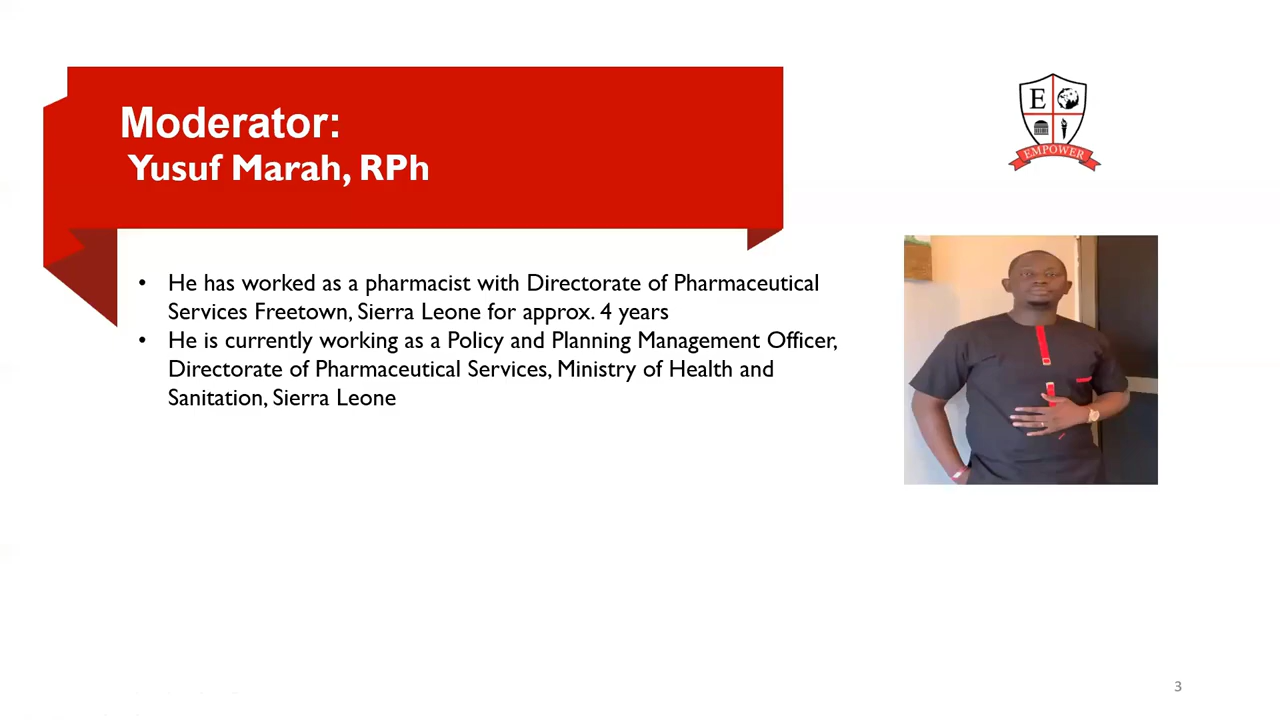 Moderator:
Yusuf Marah, RPh
E
EMPOWER
• He has worked as a pharmacist with Directorate of Pharmaceutical
Services Freetown, Sierra Leone for approx. 4 years
• He is currently working as a Policy and Planning Management Officer,
Directorate of Pharmaceutical Services, Ministry of Health and
Sanitation, Sierra Leone
3